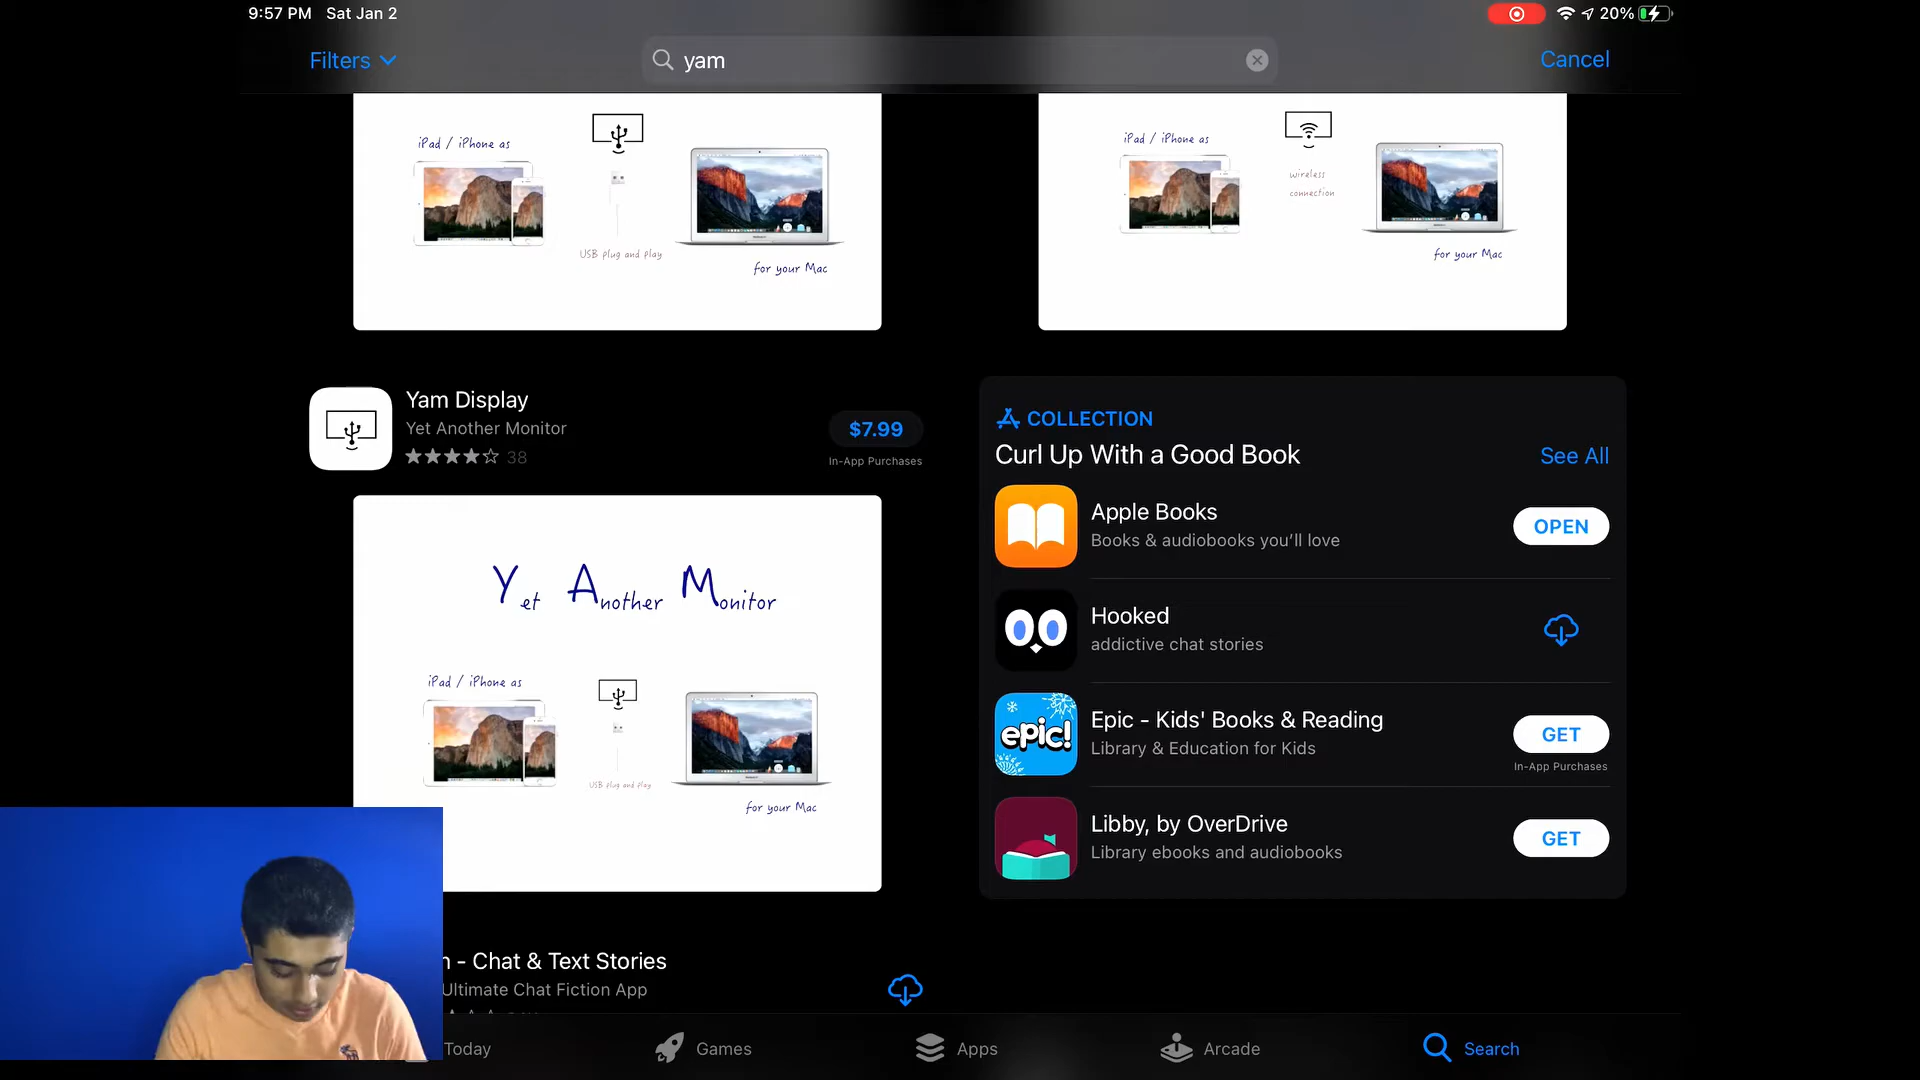 9:57 PM Sat Jan 2
20%
Filters
yam
Cancel
iPad / iPhone as
USB plug and play
for your Mac
iPad / iPhone as
wireless
connection
for your Mac
Yam Display
Yet Another Monitor
38
$7.99
In-App Purchases
Yet Another Monitor
iPad / iPhone as
USB plug and play
for your Mac
COLLECTION
Curl Up With a Good Book
See All
Apple Books
Books & audiobooks you’ll love
OPEN
Hooked
addictive chat stories
epic!
Epic - Kids' Books & Reading
Library & Education for Kids
GET
In-App Purchases
Libby, by OverDrive
Library ebooks and audiobooks
GET
- Chat & Text Stories
Ultimate Chat Fiction App
Today
Games
Apps
Arcade
Search